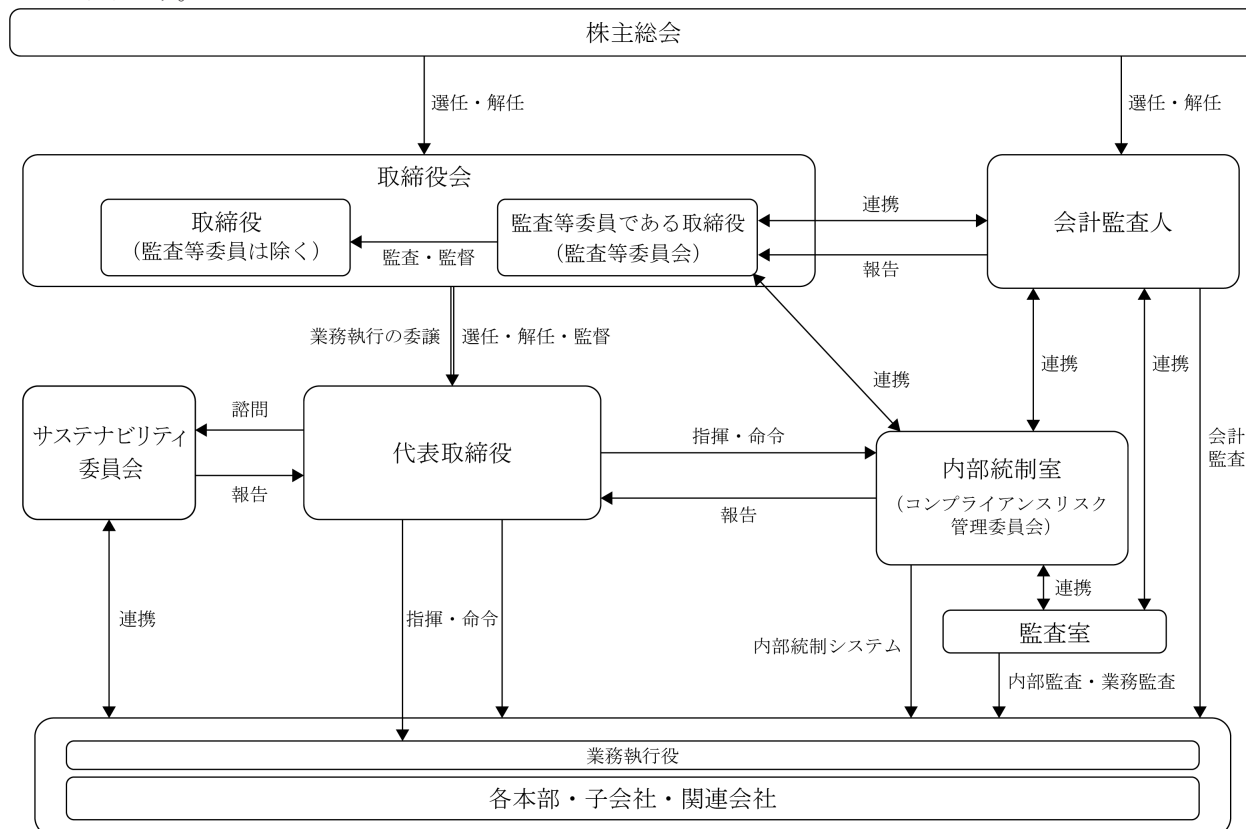 株主総会
選任・解任
選任・解任
取締役会
取締役
（監査等委員は除く）
監査・監督
監査等委員である取締役
（監査等委員会）
連携
報告
会計監査人
業務執行の委譲
選任・解任・監督
連携
連携
連携
会計
監査
サステナビリティ
委員会
諮問
報告
代表取締役
指揮・命令
報告
内部統制室
（コンプライアンスリスク
管理委員会）
連携
連携
指揮・命令
内部統制システム
監査室
内部監査・業務監査
業務執行役
各本部・子会社・関連会社